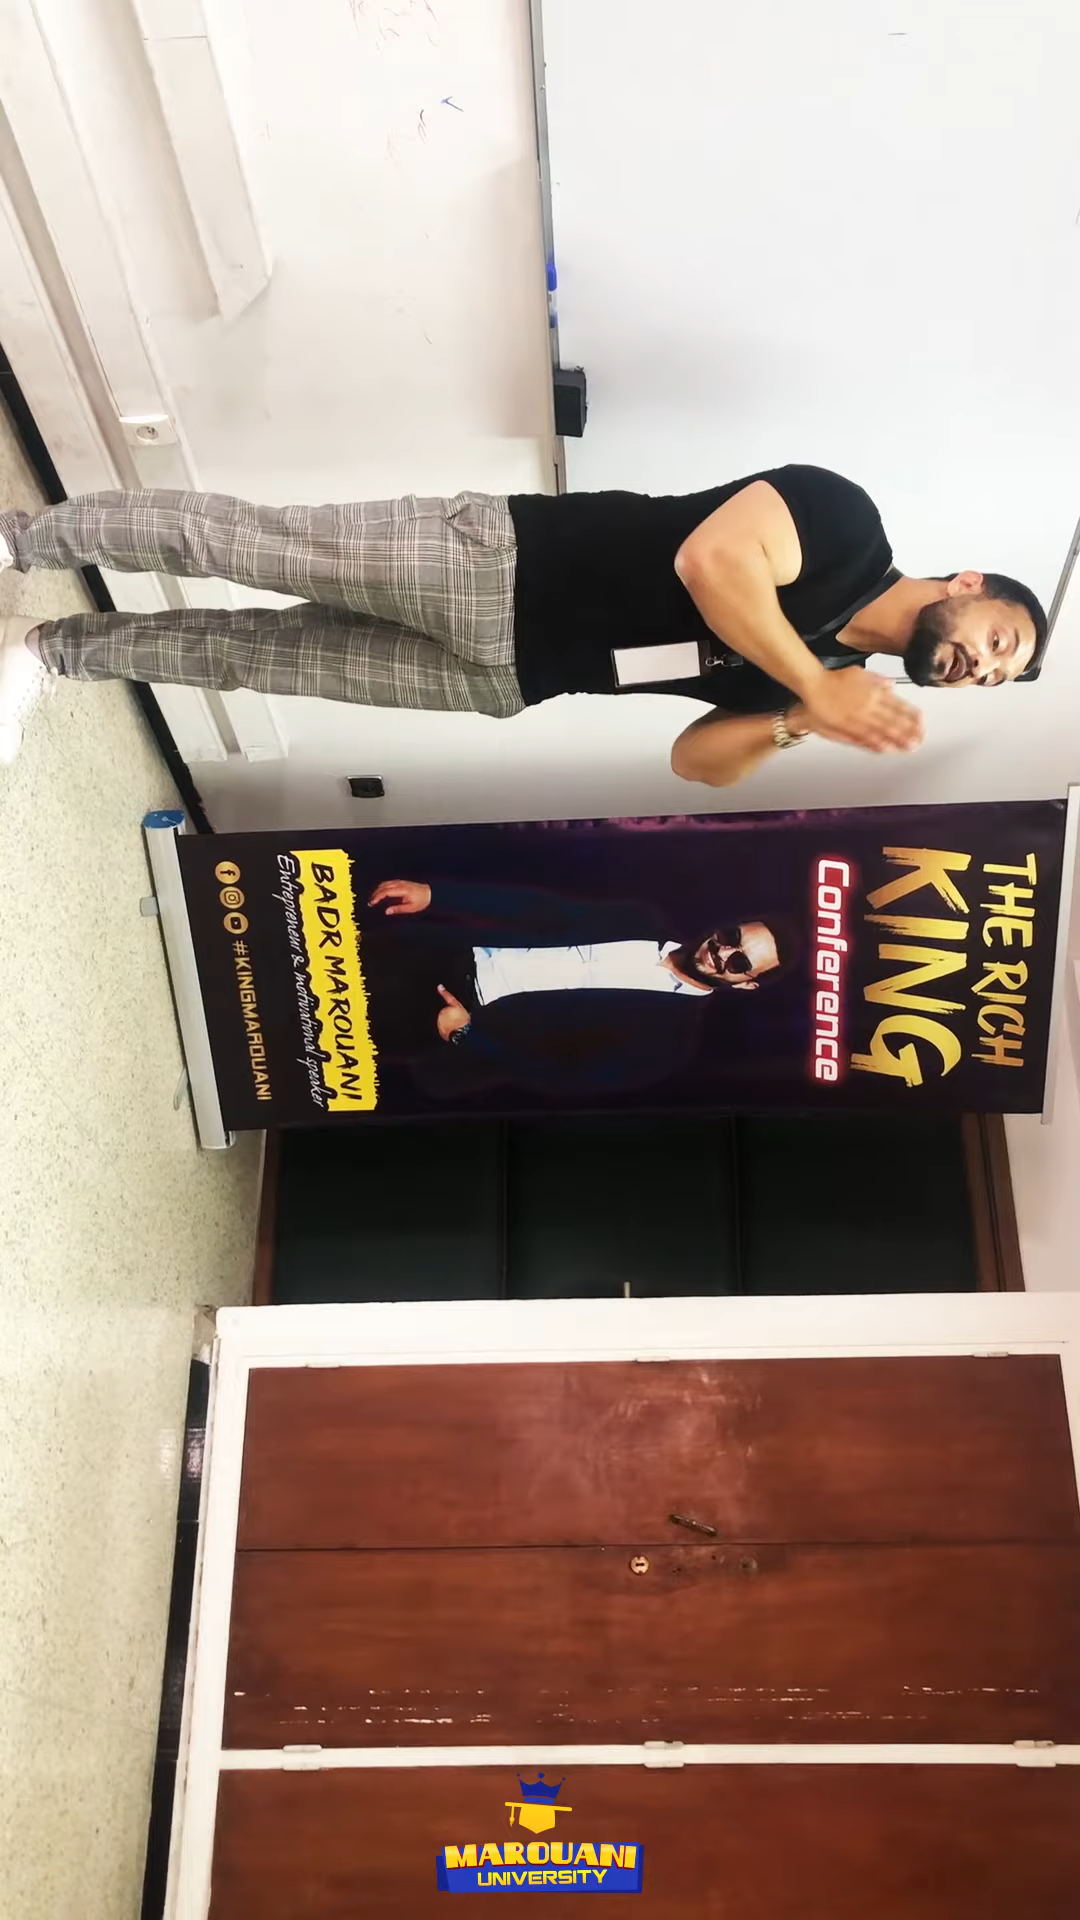 THE RICH
KING
Conference
BADR MAROUANI
Entrepreneur & motivational speaker
#KINGMAROUANI
MAROUANI
UNIVERSITY